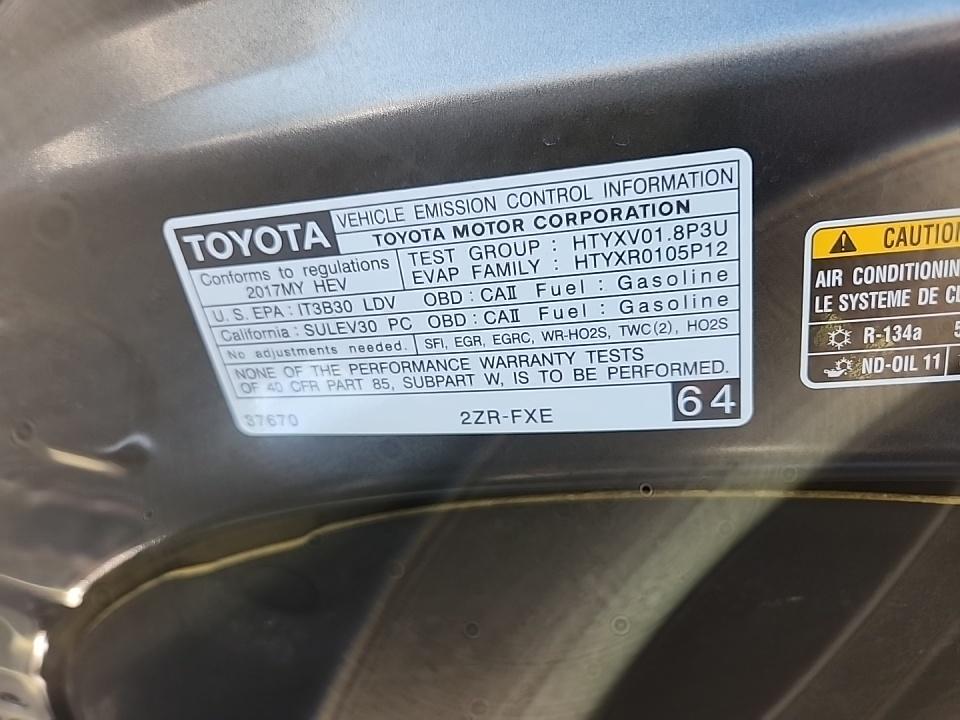 TOYOTA VEHICLE EMISSION CONTROL INFORMATION
TOYOTA MOTOR CORPORATION
Conforms to regulations
2017MY HEV
TEST GROUP : HTYXV01.8P3U
EVAP FAMILY : HTYXR0105P12
U.S. EPA : IT3B30 LDV OBD : CAII Fuel : Gasoline
California : SULEV30 PC OBD : CAII Fuel : Gasoline
No adjustments needed. SFI, EGR, EGRC, WR-HO2S, TWC(2), HO2S
NONE OF THE PERFORMANCE WARRANTY TESTS
OF 40 CFR PART 85, SUBPART W, IS TO BE PERFORMED.
37670 2ZR-FXE 64
CAUTION
AIR CONDITIONIN
LE SYSTEME DE CL
R-134a 5
ND-OIL 11